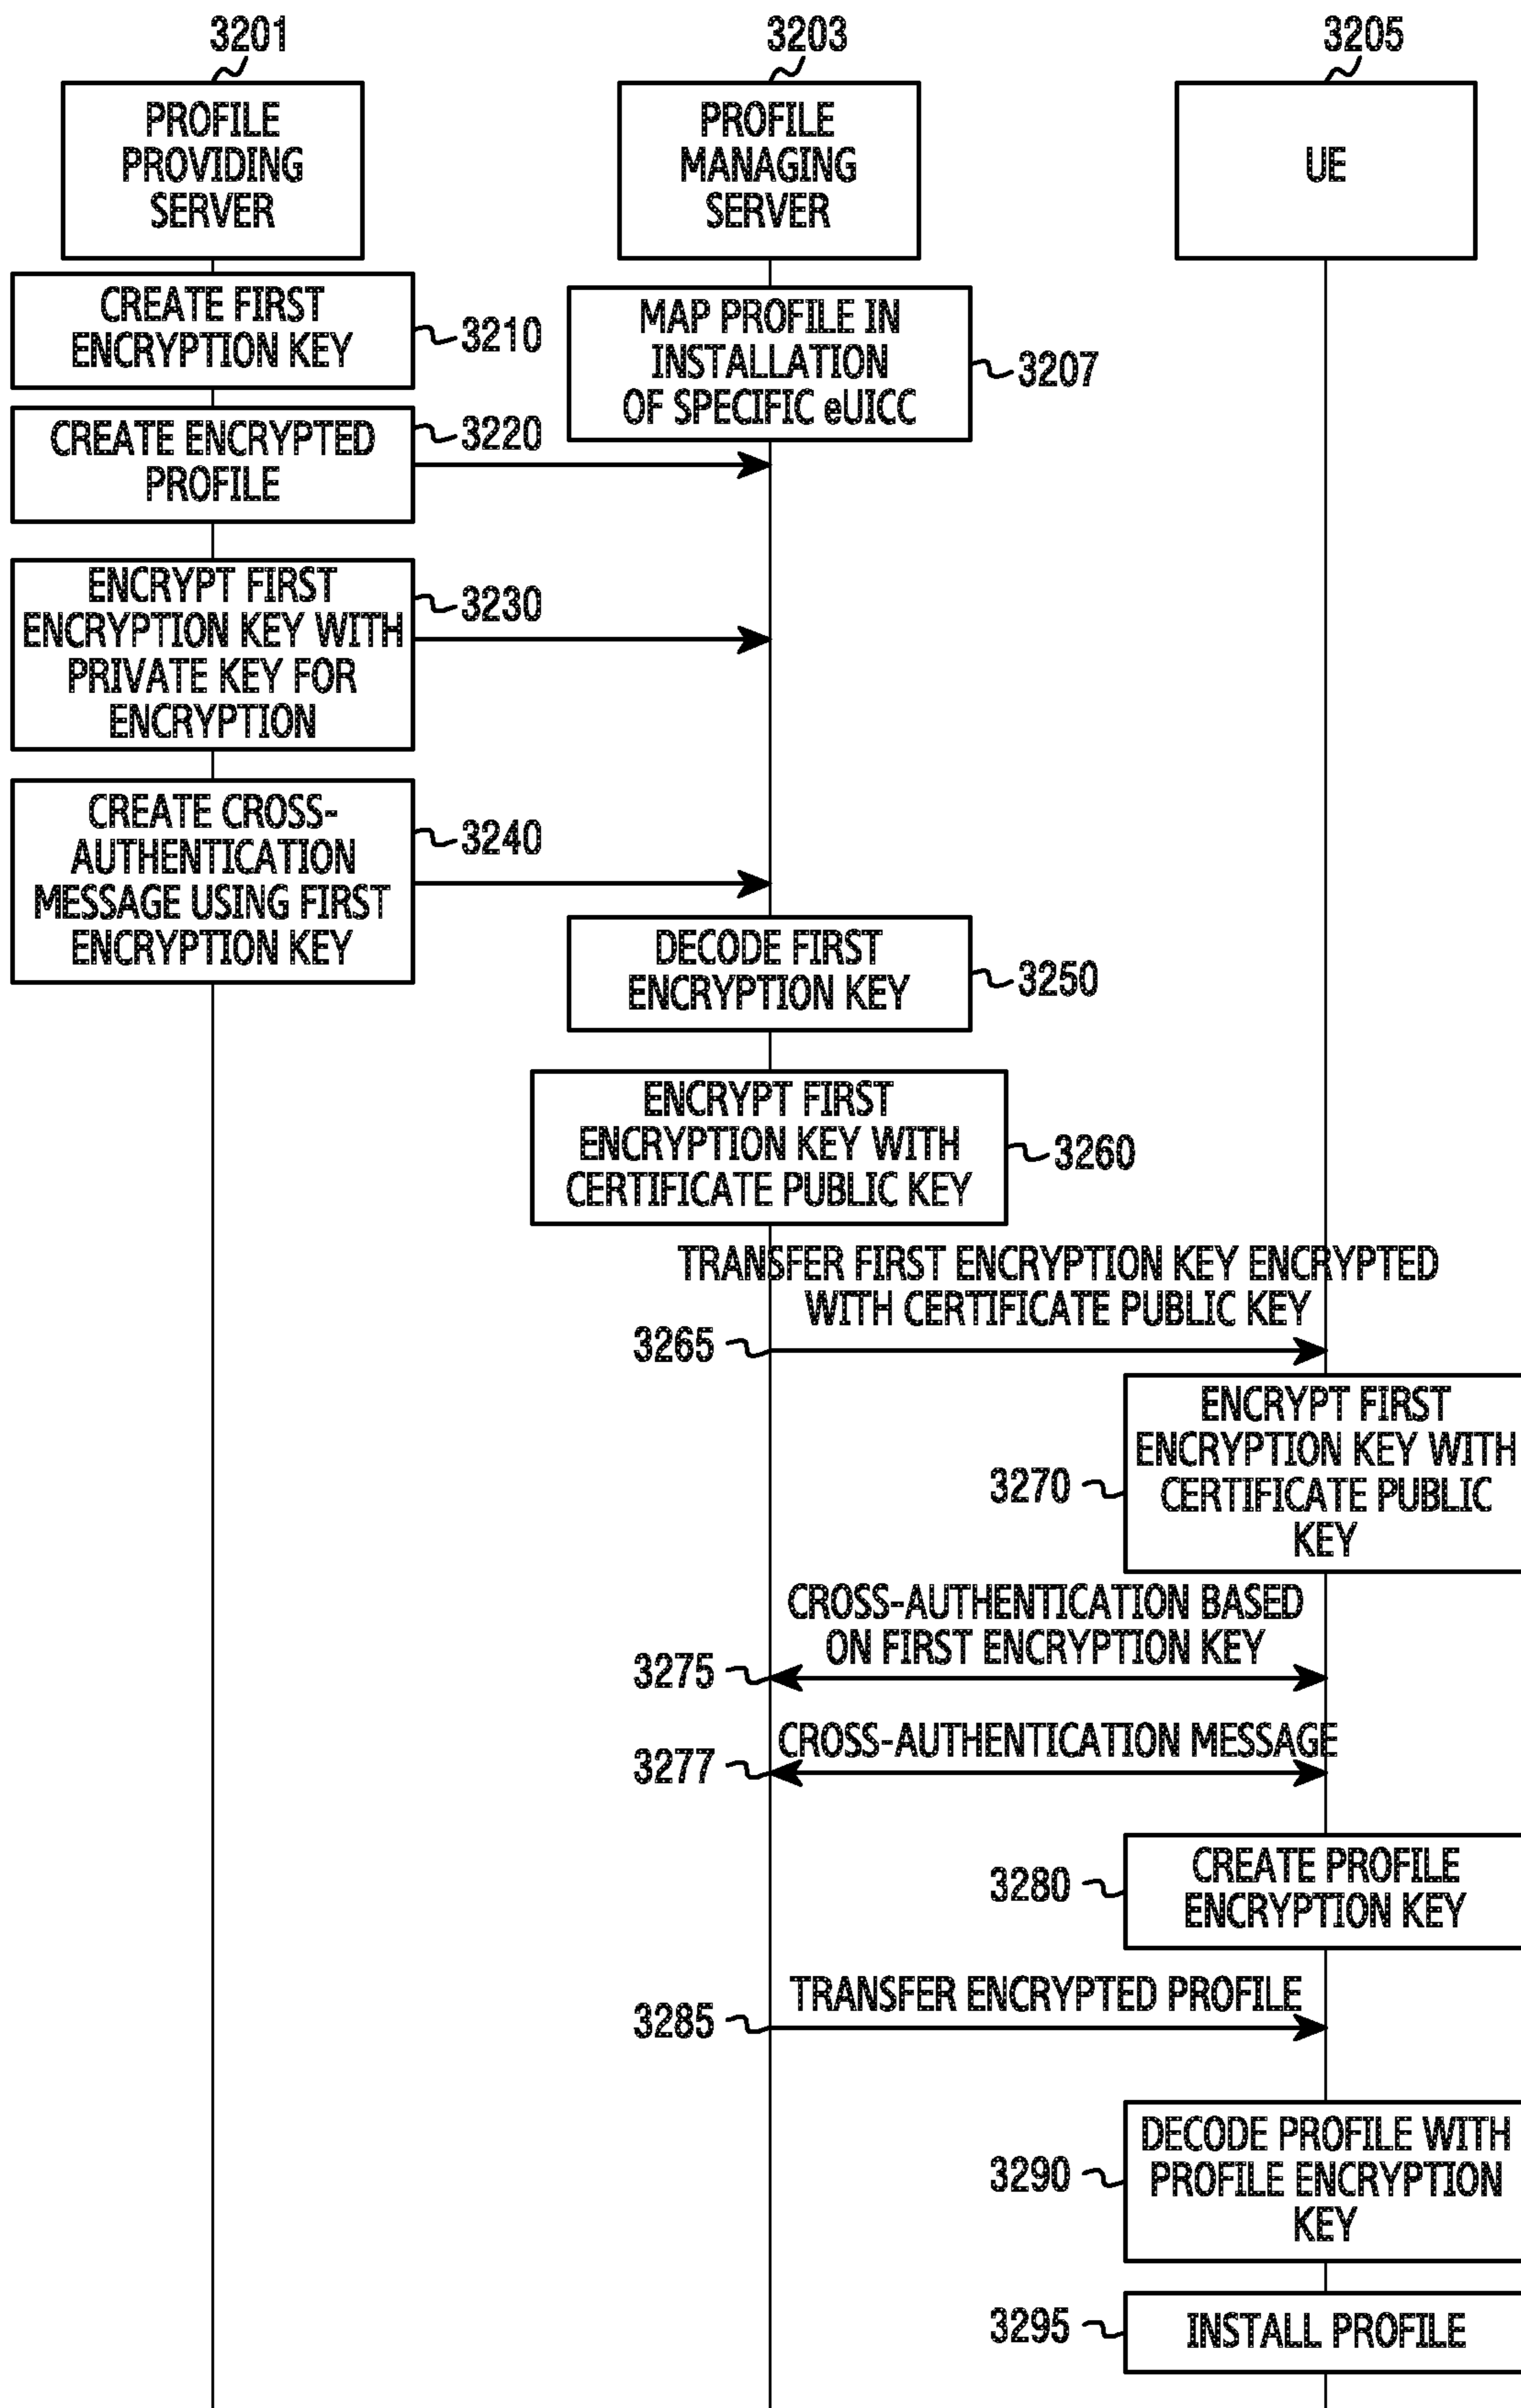 3201
3203
3205
PROFILE
PROVIDING
SERVER
PROFILE
MANAGING
SERVER
UE
CREATE FIRST
ENCRYPTION KEY
3210
MAP PROFILE IN
INSTALLATION
OF SPECIFIC eUICC
3207
CREATE ENCRYPTED
PROFILE
3220
ENCRYPT FIRST
ENCRYPTION KEY WITH
PRIVATE KEY FOR
ENCRYPTION
3230
CREATE CROSS-
AUTHENTICATION
MESSAGE USING FIRST
ENCRYPTION KEY
3240
DECODE FIRST
ENCRYPTION KEY
3250
ENCRYPT FIRST
ENCRYPTION KEY WITH
CERTIFICATE PUBLIC KEY
3260
TRANSFER FIRST ENCRYPTION KEY ENCRYPTED
WITH CERTIFICATE PUBLIC KEY
3265
ENCRYPT FIRST
ENCRYPTION KEY WITH
CERTIFICATE PUBLIC
KEY
3270
CROSS-AUTHENTICATION BASED
ON FIRST ENCRYPTION KEY
3275
CROSS-AUTHENTICATION MESSAGE
3277
CREATE PROFILE
ENCRYPTION KEY
3280
TRANSFER ENCRYPTED PROFILE
3285
DECODE PROFILE WITH
PROFILE ENCRYPTION
KEY
3290
INSTALL PROFILE
3295